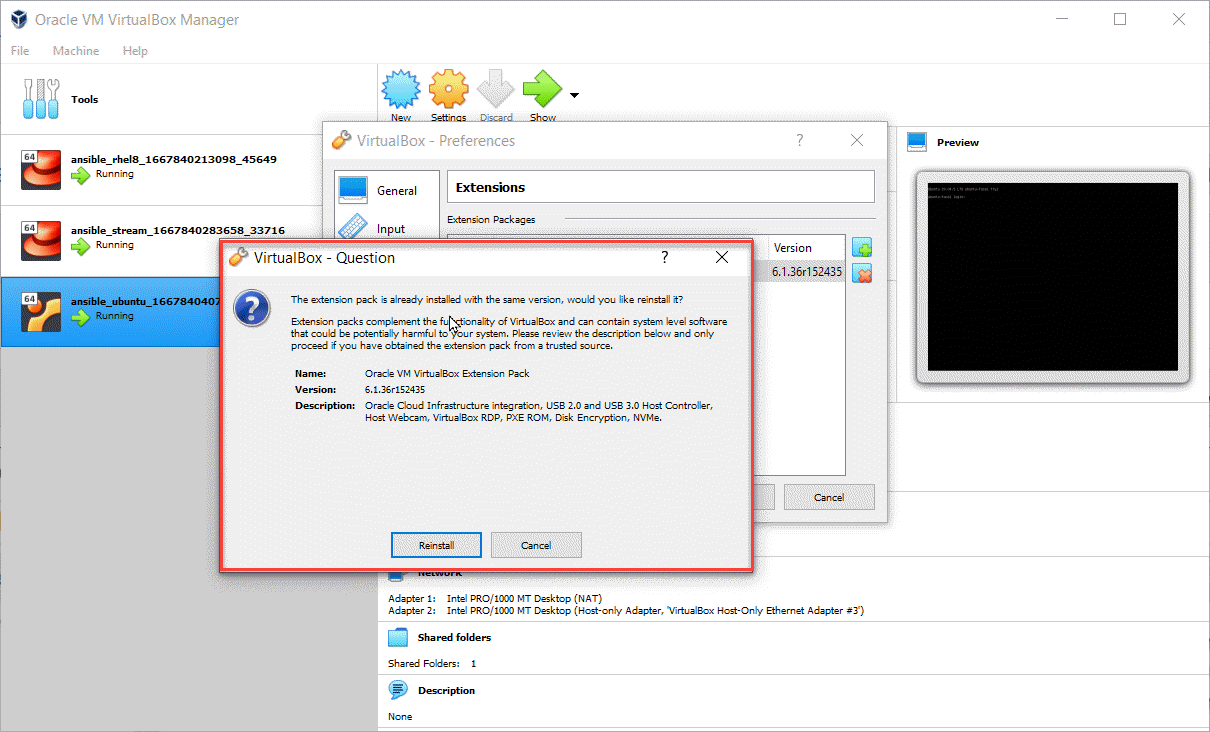 Oracle VM VirtualBox Manager
File Machine Help
Tools
New Settings Discard Show
64
ansible_rhel8_1667840213098_45649
Running
64
ansible_stream_1667840283658_33716
Running
64
ansible_ubuntu_166784040
Running
VirtualBox - Preferences
?
General
Input
Extensions
Extension Packages
Version
6.1.36r152435
Cancel
VirtualBox - Question
?
The extension pack is already installed with the same version, would you like reinstall it?
Extension packs complement the functionality of VirtualBox and can contain system level software
that could be potentially harmful to your system. Please review the description below and only
proceed if you have obtained the extension pack from a trusted source.
Name: Oracle VM VirtualBox Extension Pack
Version: 6.1.36r152435
Description: Oracle Cloud Infrastructure integration, USB 2.0 and USB 3.0 Host Controller,
Host Webcam, VirtualBox RDP, PXE ROM, Disk Encryption, NVMe.
Reinstall Cancel
Preview
Network
Adapter 1: Intel PRO/1000 MT Desktop (NAT)
Adapter 2: Intel PRO/1000 MT Desktop (Host-only Adapter, 'VirtualBox Host-Only Ethernet Adapter #3')
Shared folders
Shared Folders: 1
Description
None